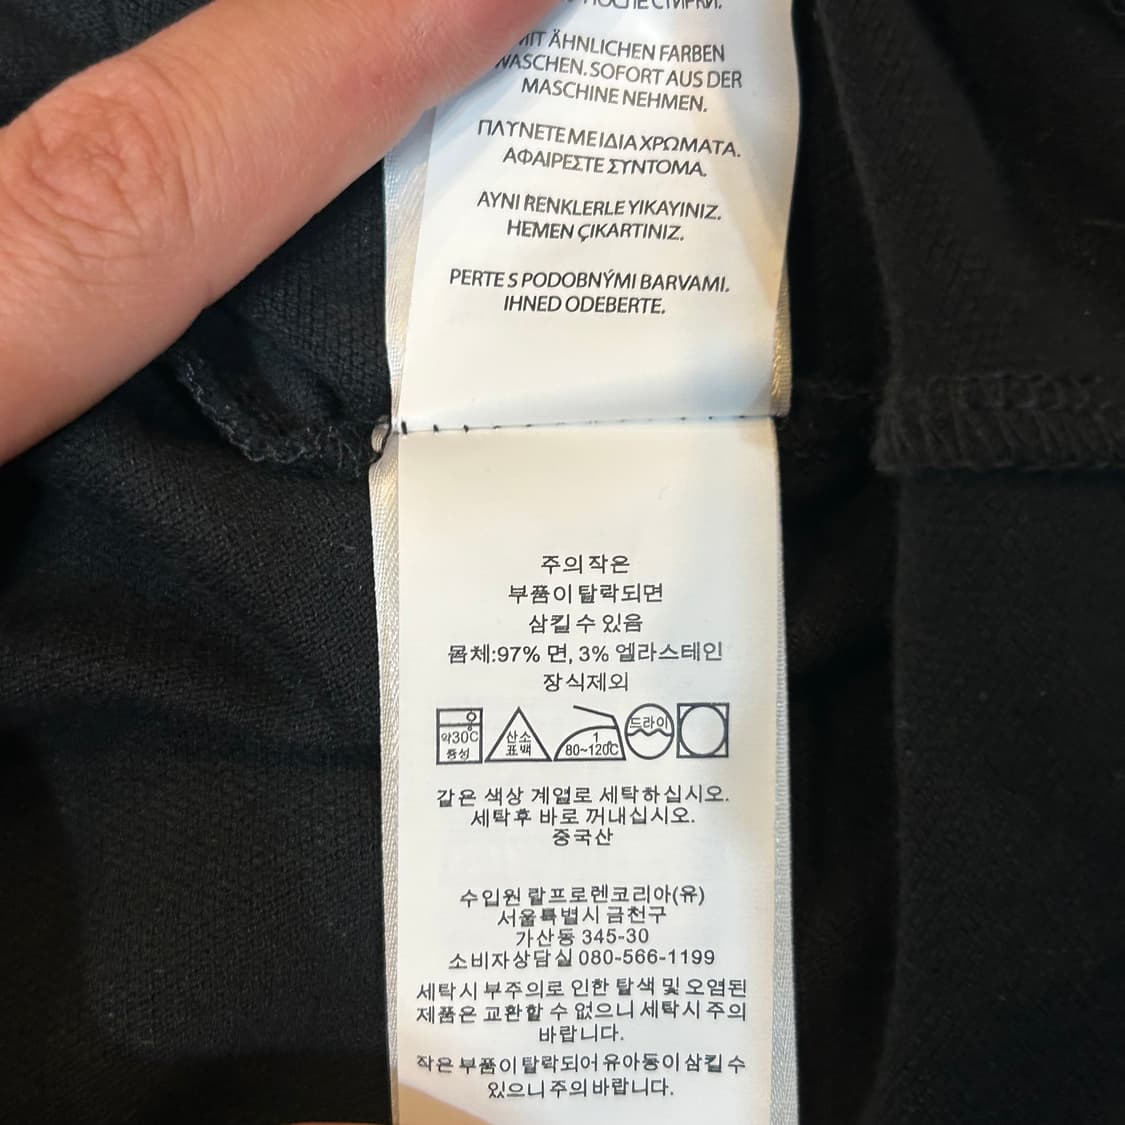 ПОСЛЕ СТИРКИ.
MIT ÄHNLICHEN FARBEN
WASCHEN. SOFORT AUS DER
MASCHINE NEHMEN.
ΠΛΥΝΕΤΕ ΜΕ ΙΔΙΑ ΧΡΩΜΑΤΑ.
ΑΦΑΙΡΕΣΤΕ ΣΥΝΤΟΜΑ.
AYNI RENKLERLE YIKAYINIZ.
HEMEN ÇIKARTINIZ.
PERTE S PODOBNÝMI BARVAMI.
IHNED ODEBERTE.
주의 작은
부품이 탈락되면
삼킬 수 있음
몸체:97% 면, 3% 엘라스테인
장식제외
약30℃
중성
산소
표백
1
80~120℃
드라이
같은 색상 계열로 세탁하십시오.
세탁후 바로 꺼내십시오.
중국산
수입원 랄프로렌코리아(유)
서울특별시 금천구
가산동 345-30
소비자상담실 080-566-1199
세탁시 부주의로 인한 탈색 및 오염된
제품은 교환할 수 없으니 세탁시 주의
바랍니다.
작은 부품이 탈락되어 유아동이 삼킬 수
있으니 주의 바랍니다.